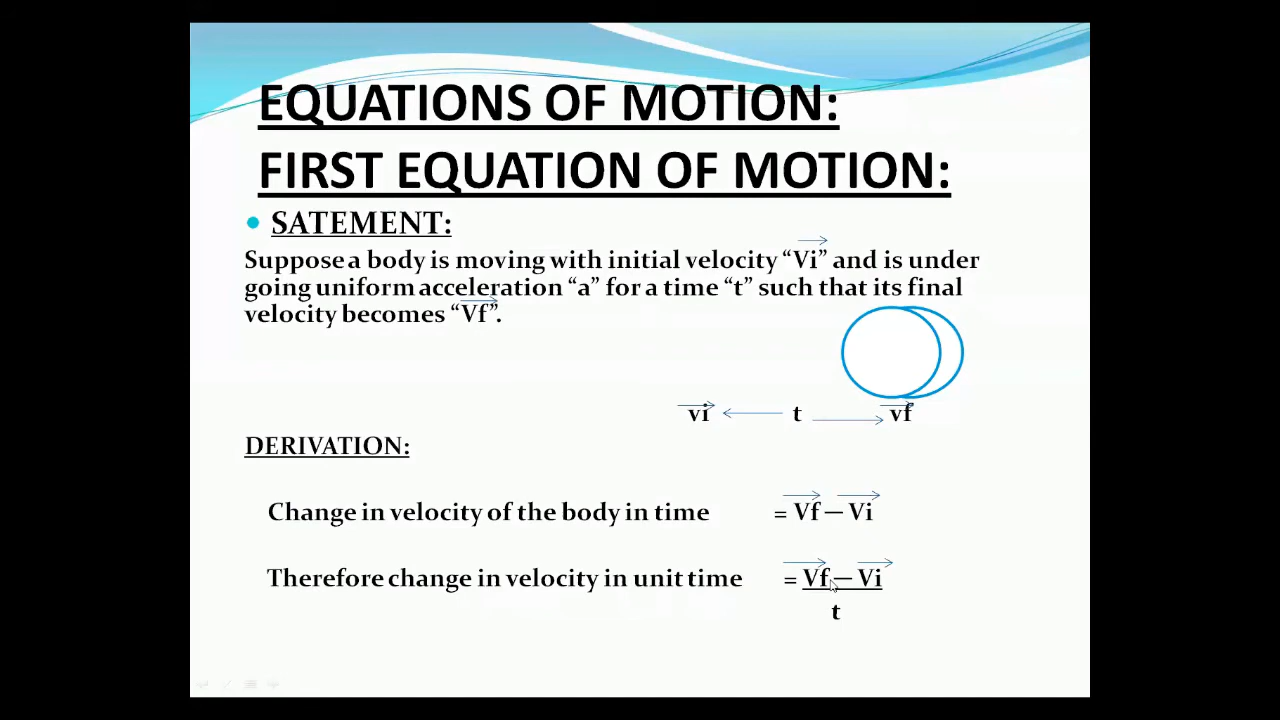 EQUATIONS OF MOTION:
FIRST EQUATION OF MOTION:
SATEMENT:
Suppose a body is moving with initial velocity “Vi” and is under
going uniform acceleration “a” for a time “t” such that its final
velocity becomes “Vf”.
vi t vf
DERIVATION:
Change in velocity of the body in time = Vf — Vi
Therefore change in velocity in unit time = Vf — Vi
t